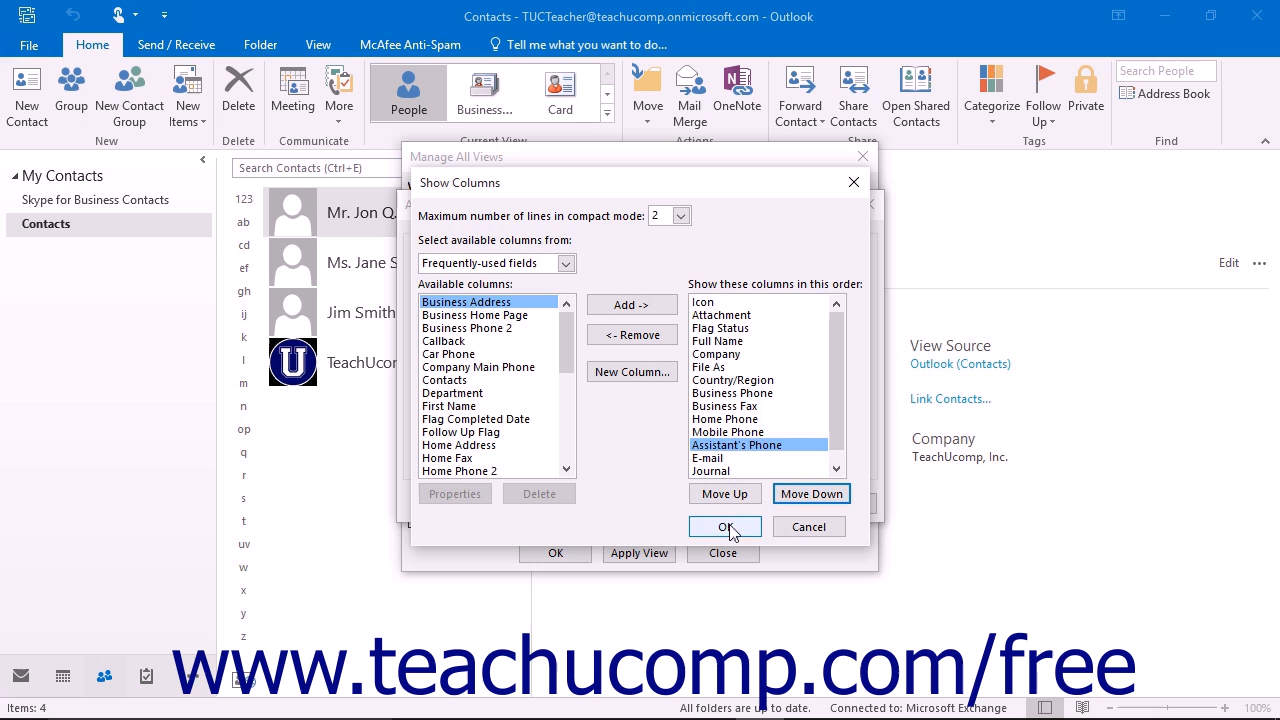 Contacts - TUCTeacher@teachucomp.onmicrosoft.com - Outlook
File Home Send / Receive Folder View McAfee Anti-Spam Tell me what you want to do...
New Contact
Group
New Contact Group
New Items
Delete
Meeting
More
People
Business...
Card
Move
Mail Merge
OneNote
Forward Contact
Share Contacts
Open Shared Contacts
Categorize
Follow Up
Private
Search People
Address Book
New Delete Communicate Current View Actions Share Tags Find
My Contacts
Skype for Business Contacts
Contacts
Search Contacts (Ctrl+E)
123
ab
cd
ef
gh
ij
k
l
m
n
op
q
r
s
t
uv
w
x
y
z
Mr. Jon Q.
Ms. Jane S
Jim Smith
TeachUcor
Manage All Views
Show Columns
Maximum number of lines in compact mode: 2
Select available columns from:
Frequently-used fields
Available columns:
Business Address
Business Home Page
Business Phone 2
Callback
Car Phone
Company Main Phone
Contacts
Department
First Name
Flag Completed Date
Follow Up Flag
Home Address
Home Fax
Home Phone 2
Properties Delete
Add ->
<- Remove
New Column...
Show these columns in this order:
Icon
Attachment
Flag Status
Full Name
Company
File As
Country/Region
Business Phone
Business Fax
Home Phone
Mobile Phone
Assistant's Phone
E-mail
Journal
Move Up Move Down
OK Cancel
OK Apply View Close
Edit
View Source
Outlook (Contacts)
Link Contacts...
Company
TeachUcomp, Inc.
www.teachucomp.com/free
Items: 4 All folders are up to date. Connected to: Microsoft Exchange 100%